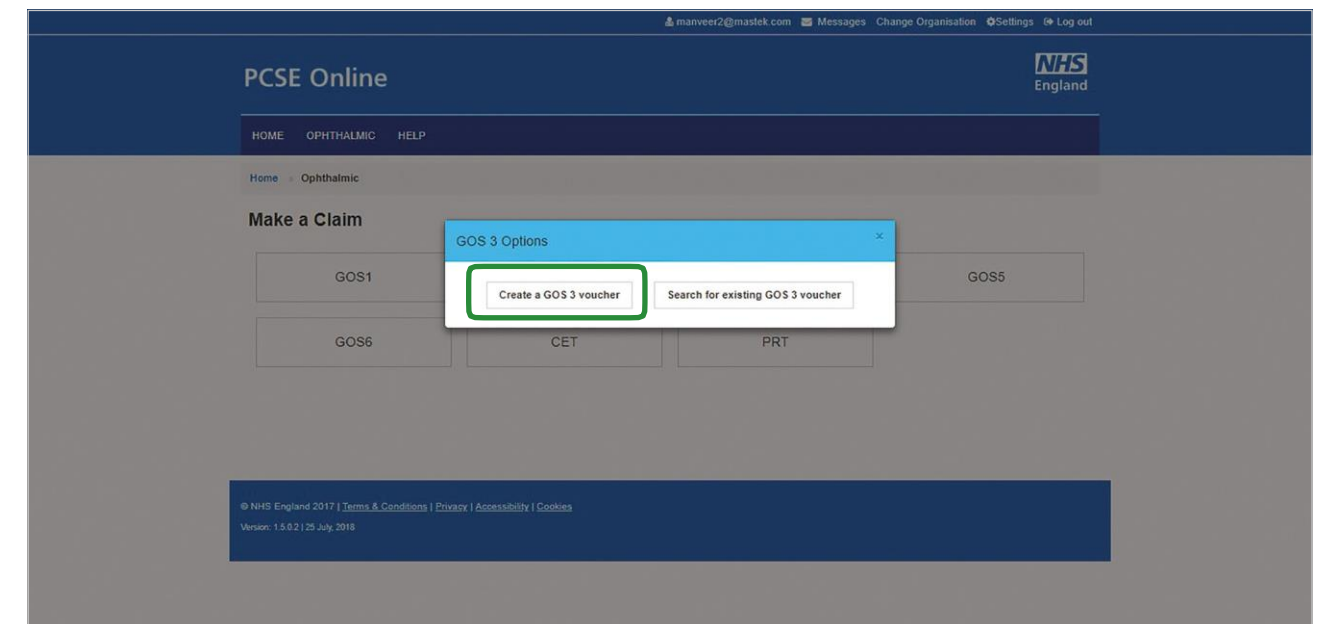 manveer2@mastek.com Messages Change Organisation Settings Log out
PCSE Online
NHS
England
HOME OPHTHALMIC HELP
Home Ophthalmic
Make a Claim
GOS 3 Options ×
GOS1 GOS5
Create a GOS 3 voucher Search for existing GOS 3 voucher
GOS6 CET PRT
© NHS England 2017 | Terms & Conditions | Privacy | Accessibility | Cookies
Version: 1.5.0.2 | 25 July, 2018